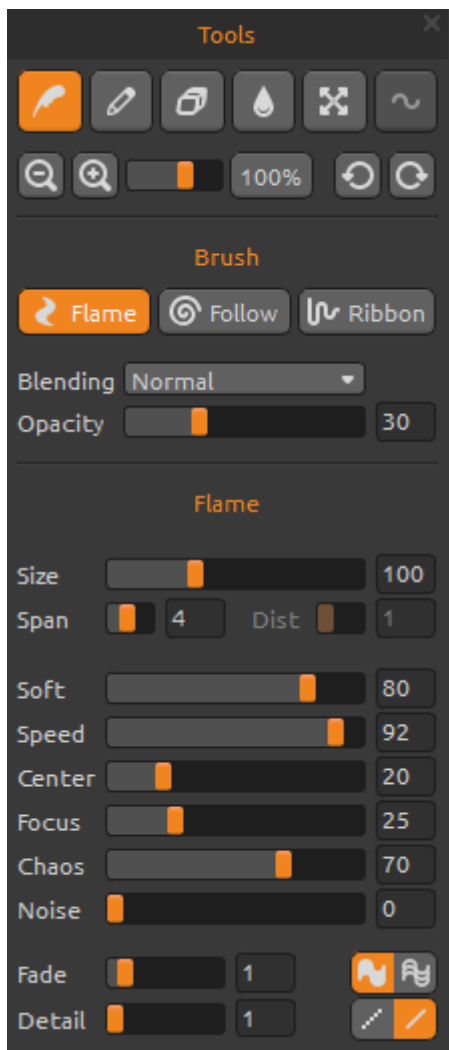 Tools
100%
Brush
Flame Follow Ribbon
Blending Normal
Opacity 30
Flame
Size 100
Span 4 Dist 1
Soft 80
Speed 92
Center 20
Focus 25
Chaos 70
Noise 0
Fade 1
Detail 1